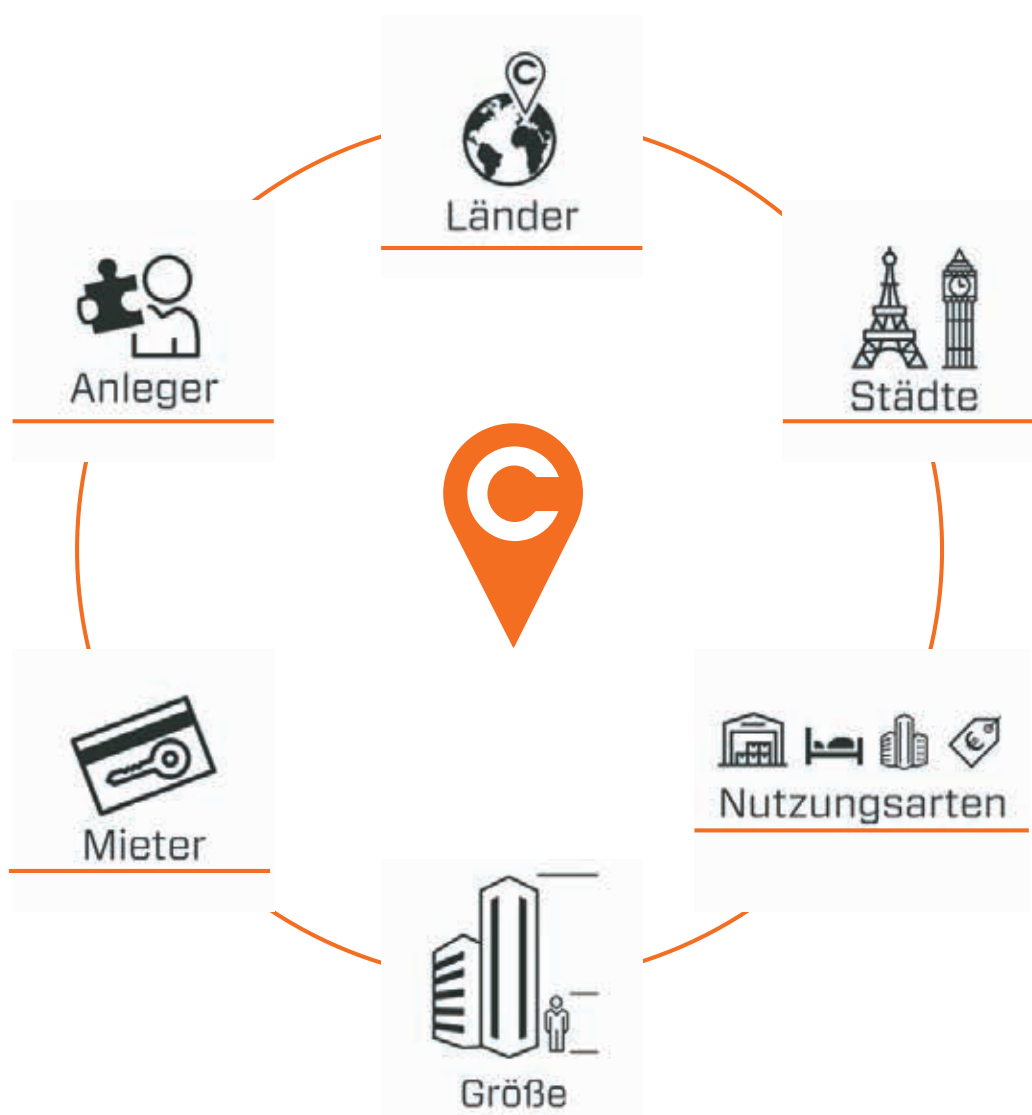 C
Länder
Anleger
Städte
C
Mieter
€
Nutzungsarten
Größe